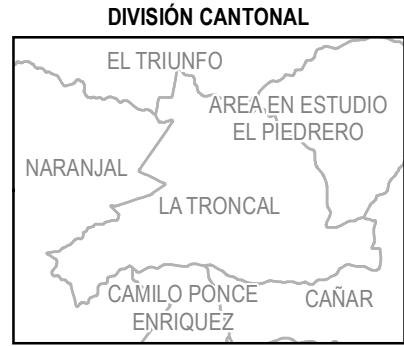 DIVISIÓN CANTONAL
EL TRIUNFO
AREA EN ESTUDIO
EL PIEDRERO
NARANJAL
LA TRONCAL
CAMILO PONCE
ENRIQUEZ
CAÑAR